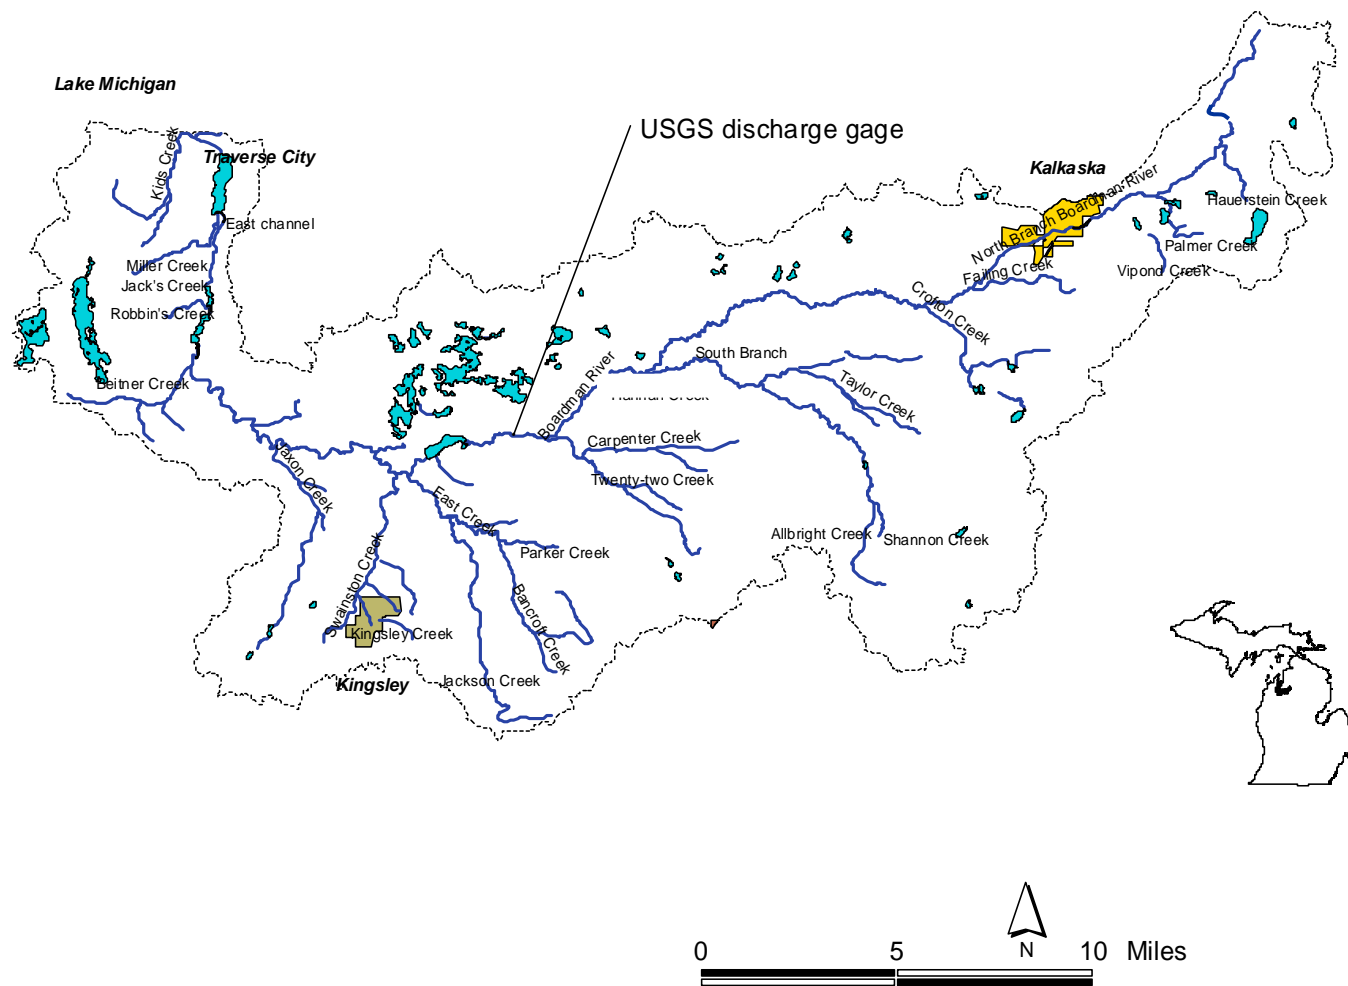 Lake Michigan
USGS discharge gage
Kids Creek
Traverse City
Kalkaska
North Branch Boardman River
Hauerstein Creek
East channel
Palmer Creek
Miller Creek
Failing Creek
Vipond Creek
Jack's Creek
Crofton Creek
Robbin's Creek
South Branch
Beitner Creek
Taylor Creek
Boardman River
Hannah Creek
Carpenter Creek
Jaxon Creek
Twenty-two Creek
East Creek
Allbright Creek
Shannon Creek
Parker Creek
Swainston Creek
Bancroft Creek
Kingsley Creek
Jackson Creek
Kingsley
N
0 5 10 Miles